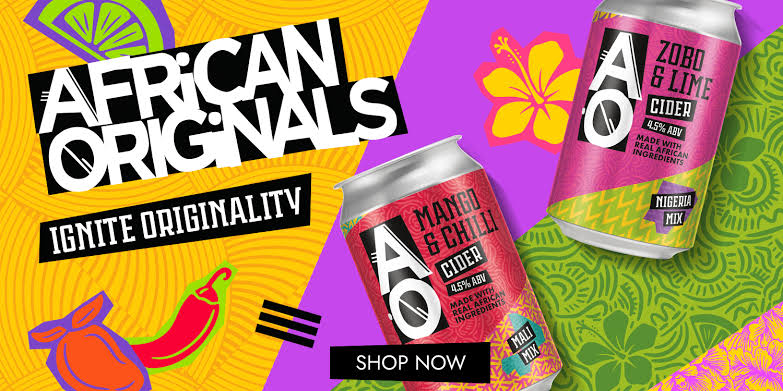 AFRiCAN
ORiGiNALS
IGNITE ORIGINALITY
AO
MANGO
& CHILLI
CIDER
4.5% ABV
MADE WITH
REAL AFRICAN
INGREDIENTS
MALI
MIX
AO
ZOBO
& LIME
CIDER
4.5% ABV
MADE WITH
REAL AFRICAN
INGREDIENTS
NIGERIA
MIX
SHOP NOW